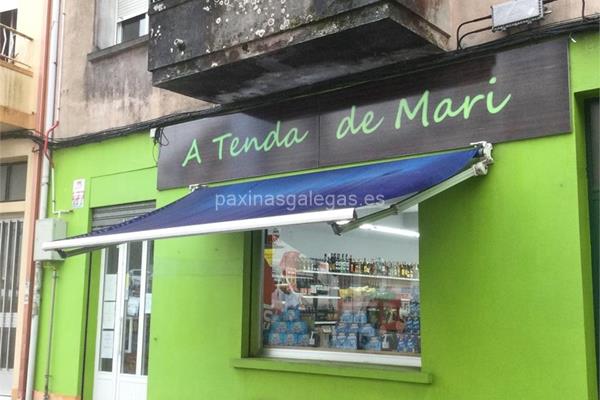 A Tenda de Mari
paxinasgalegas.es